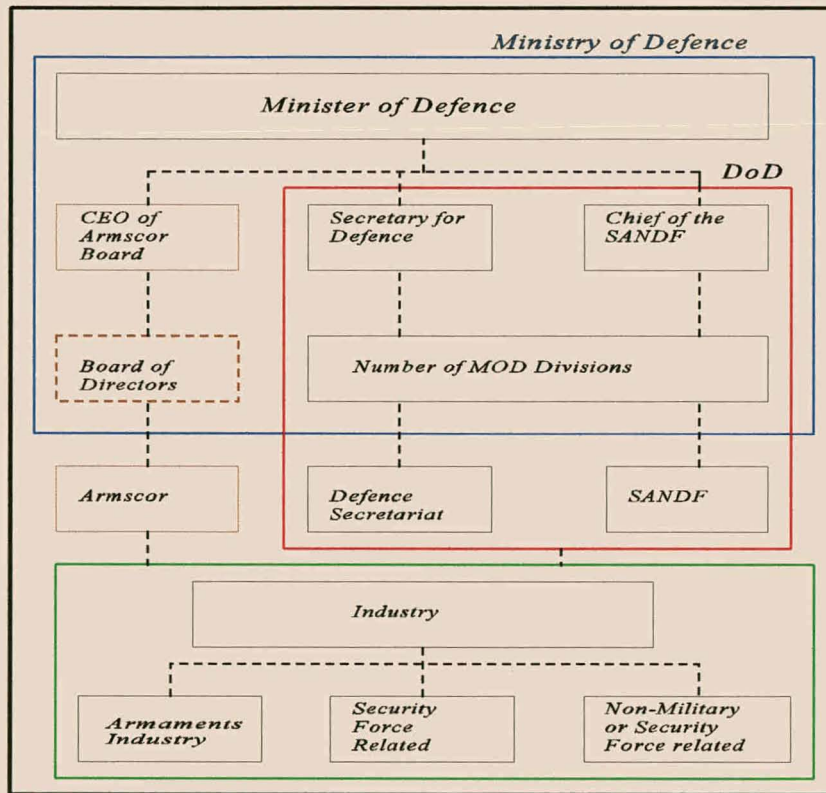 Ministry of Defence
Minister of Defence
DoD
CEO of
Armscor
Board
Secretary for
Defence
Chief of the
SANDF
Board of
Directors
Number of MOD Divisions
Armscor
Defence
Secretariat
SANDF
Industry
Armaments
Industry
Security
Force
Related
Non-Military
or Security
Force related